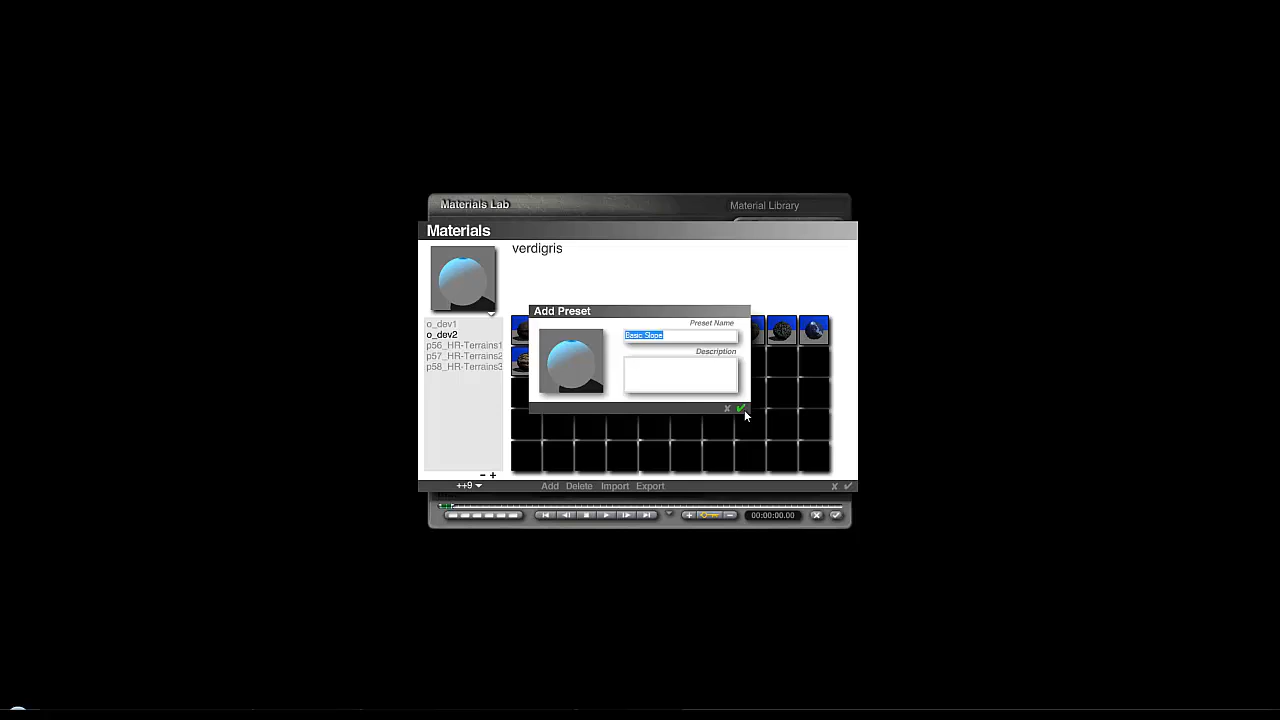 Materials Lab
Material Library
Materials
verdigris
Add Preset
Preset Name
Basic Slope
Description
o_dev1
o_dev2
p56_HR-Terrains1
p57_HR-Terrains2
p58_HR-Terrains3
- +
++9
Add Delete Import Export
00:00:00.00